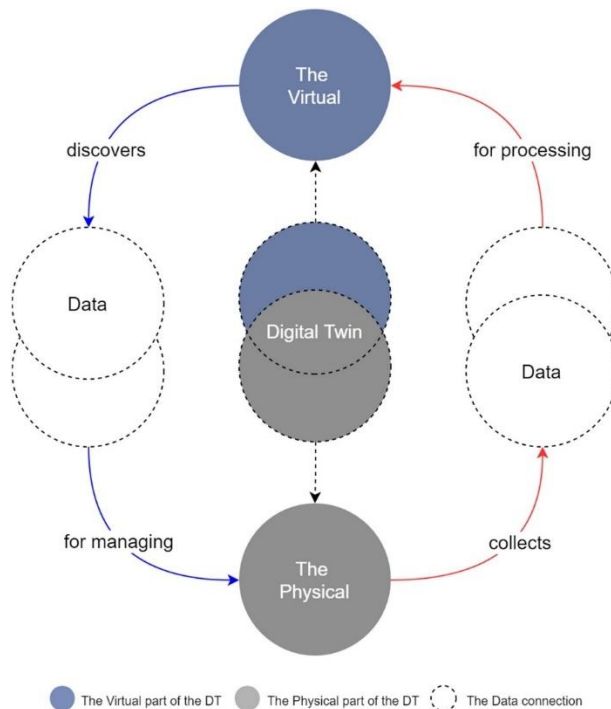 The
Virtual
discovers
for processing
Data
Digital Twin
Data
for managing
collects
The
Physical
The Virtual part of the DT
The Physical part of the DT
The Data connection